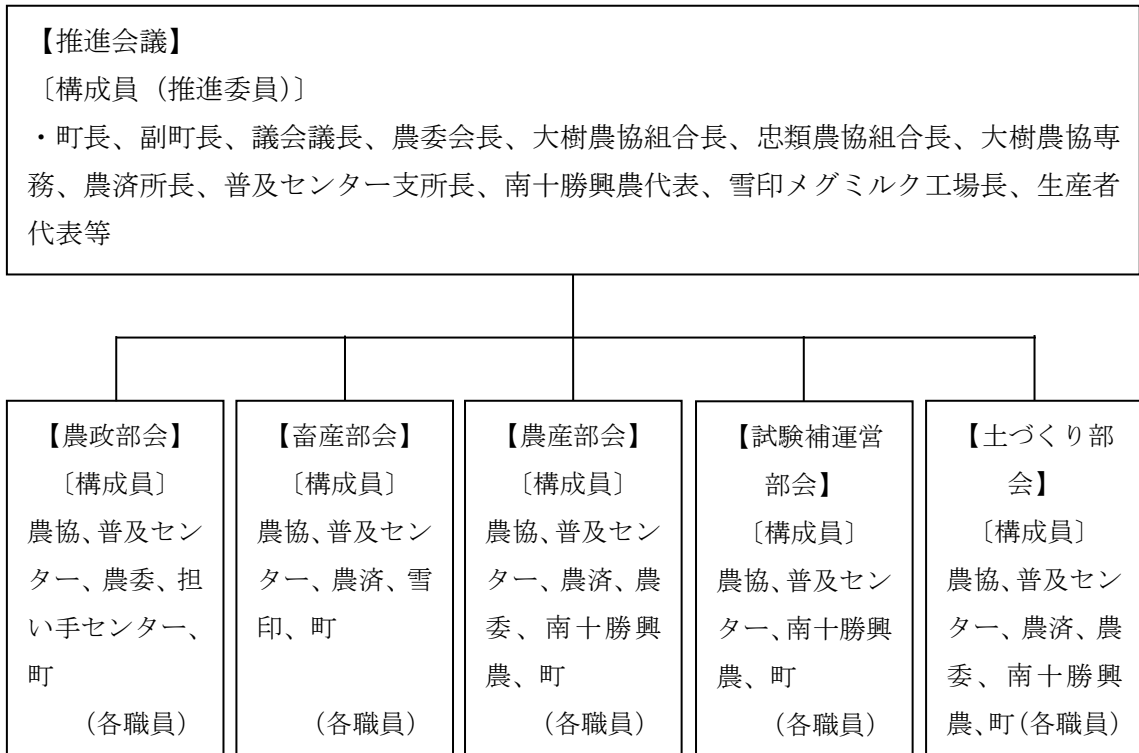 【推進会議】
〔構成員（推進委員）〕
・町長、副町長、議会議長、農委会長、大樹農協組合長、忠類農協組合長、大樹農協専
務、農済所長、普及センター支所長、南十勝興農代表、雪印メグミルク工場長、生産者
代表等
【農政部会】
〔構成員〕
農協、普及セン
ター、農委、担
い手センター、
町
（各職員）
【畜産部会】
〔構成員〕
農協、普及セン
ター、農済、雪
印、町
（各職員）
【農産部会】
〔構成員〕
農協、普及セン
ター、農済、農
委、南十勝興
農、町
（各職員）
【試験補運営
部会】
〔構成員〕
農協、普及セン
ター、南十勝興
農、町
（各職員）
【土づくり部
会】
〔構成員〕
農協、普及セン
ター、農済、農
委、南十勝興
農、町（各職員）